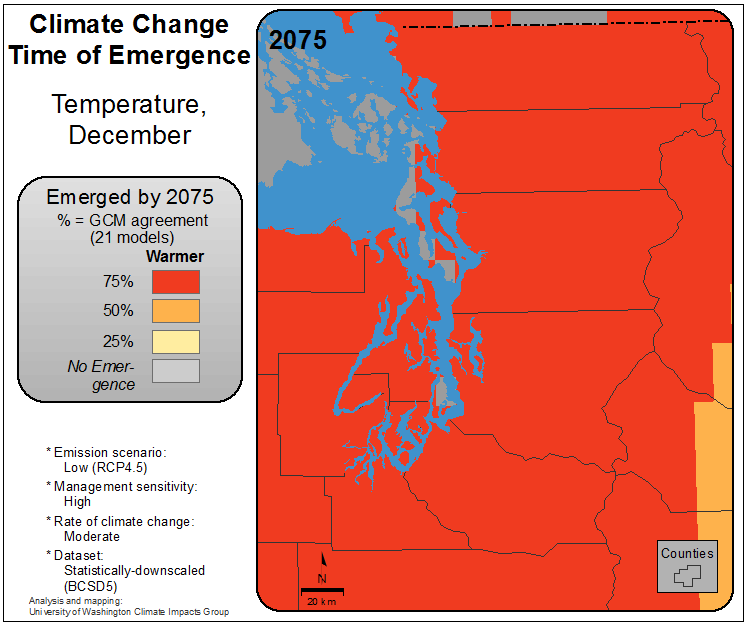 Climate Change
Time of Emergence
Temperature,
December
Emerged by 2075
% = GCM agreement
(21 models)
Warmer
75%
50%
25%
No Emer-
gence
* Emission scenario:
Low (RCP4.5)
* Management sensitivity:
High
* Rate of climate change:
Moderate
* Dataset:
Statistically-downscaled
(BCSD5)
Analysis and mapping:
University of Washington Climate Impacts Group
2075
N
20 km
Counties